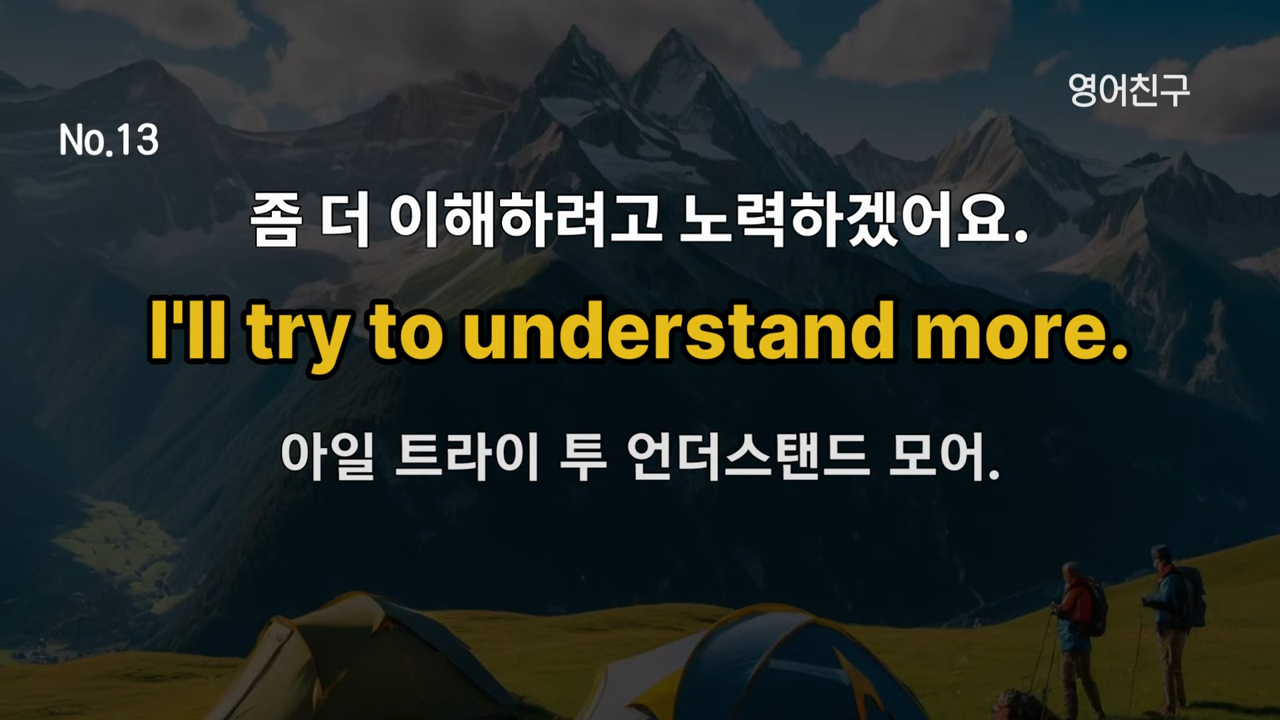 영어친구
No.13
좀 더 이해하려고 노력하겠어요.
I'll try to understand more.
아일 트라이 투 언더스탠드 모어.